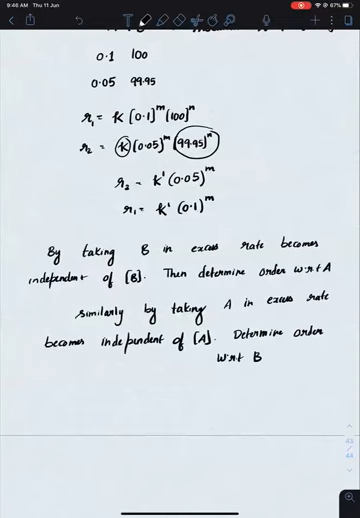 9:46 AM Thu 11 Jun
67%
0.1 100
0.05 99.95
r₁ = K [0.1]ᵐ (100)ⁿ
r₂ = K (0.05)ᵐ (99.95)ⁿ
r₂ = K' (0.05)ᵐ
r₁ = K' (0.1)ᵐ
By taking B in excess rate becomes
independent of [B]. Then determine order w.r.t A
Similarly by taking A in excess rate
becomes independent of [A]. Determine order
w.r.t B
43
44